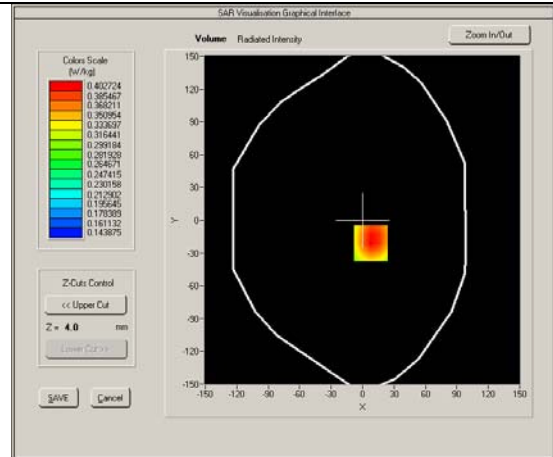 SAR Visualisation Graphical Interface
Volume Radiated Intensity
Zoom In/Out
Colors Scale
(W/kg)
0.402724
0.385467
0.368211
0.350954
0.333697
0.316441
0.299184
0.281928
0.264671
0.247415
0.230158
0.212902
0.195645
0.178389
0.161132
0.143875
Z-Cuts Control
<< Upper Cut
Z = 4.0 mm
SAVE Cancel
150
120
90
60
30
0
-30
-60
-90
-120
-150
Y
-150 -120 -90 -60 -30 0 30 60 90 120 150
X